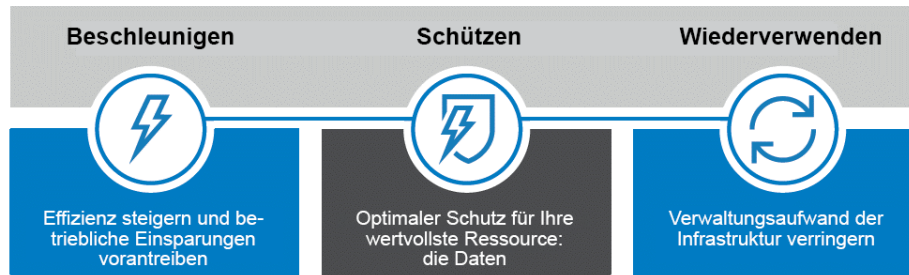 Beschleunigen
Schützen
Wiederverwenden
Effizienz steigern und be-
triebliche Einsparungen
vorantreiben
Optimaler Schutz für Ihre
wertvollste Ressource:
die Daten
Verwaltungsaufwand der
Infrastruktur verringern